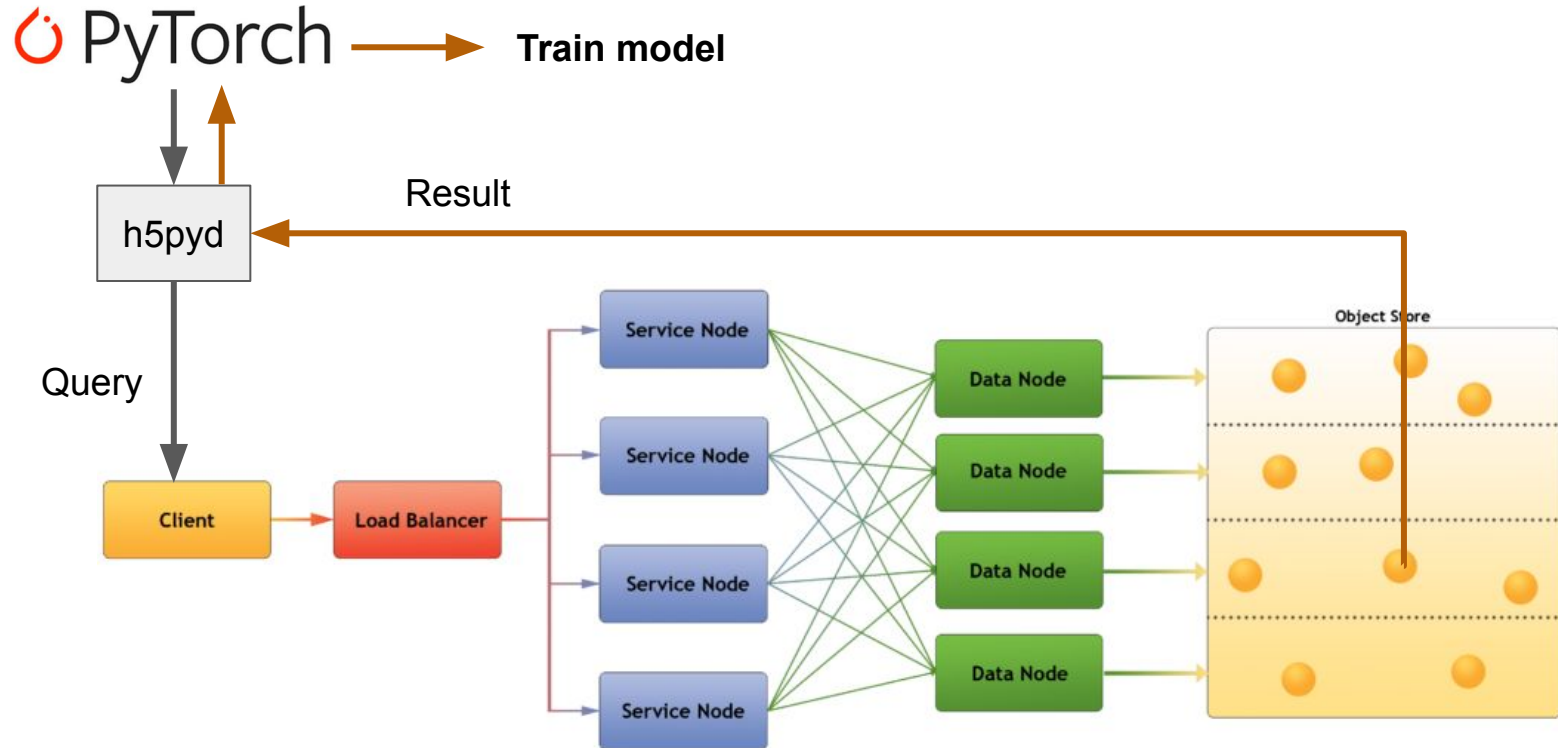 PyTorch
Train model
Result
h5pyd
Query
Client
Load Balancer
Service Node
Service Node
Service Node
Service Node
Data Node
Data Node
Data Node
Data Node
Object Store